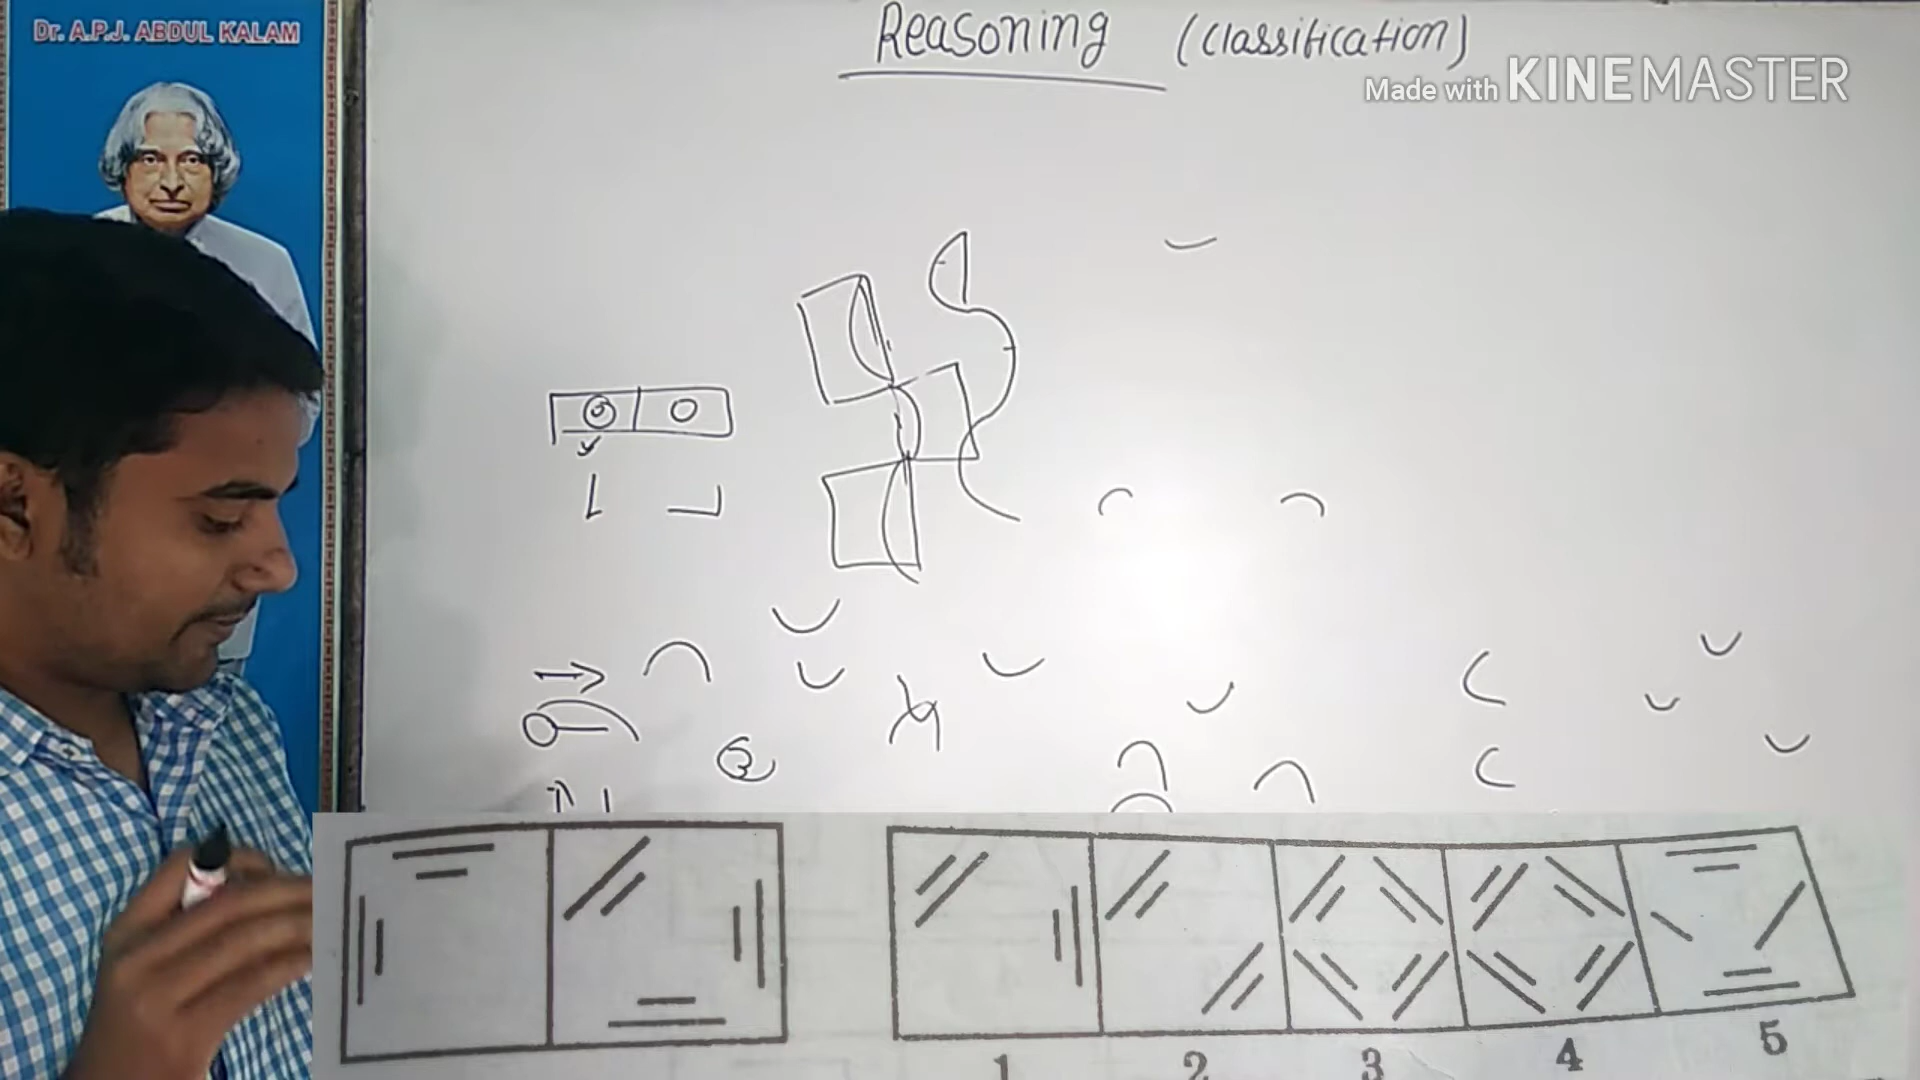 Dr. A.P.J. ABDUL KALAM
Reasoning (classification)
Made with KINEMASTER
1 2 3 4 5